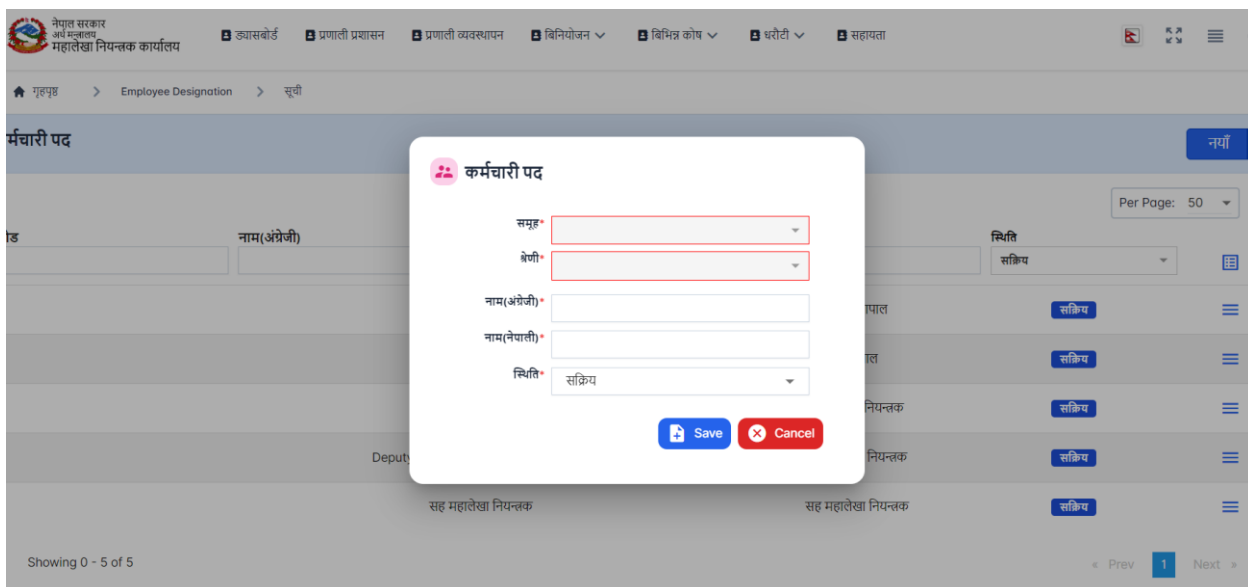 नेपाल सरकार
अर्थ मन्त्रालय
महालेखा नियन्त्रक कार्यालय
ड्यासबोर्ड प्रणाली प्रशासन प्रणाली व्यवस्थापन बिनियोजन बिभिन्न कोष धरौटी सहायता
गृहपृष्ठ > Employee Designation > सूची
र्मचारी पद
नयाँ
कर्मचारी पद
Per Page: 50
समूह*
नाम(अंग्रेजी)
स्थिति
श्रेणी*
सक्रिय
नाम(अंग्रेजी)*
सक्रिय
नाम(नेपाली)*
सक्रिय
स्थिति* सक्रिय
नियन्त्रक सक्रिय
Save Cancel
Deputy नियन्त्रक सक्रिय
सह महालेखा नियन्त्रक सह महालेखा नियन्त्रक सक्रिय
Showing 0 - 5 of 5
« Prev 1 Next »